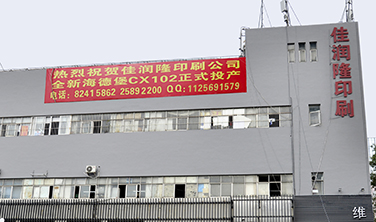 热烈祝贺佳润隆印刷公司
全新海德堡CX102正式投产
电话：82415862 25892200 QQ:1125691579
佳润隆印刷
维